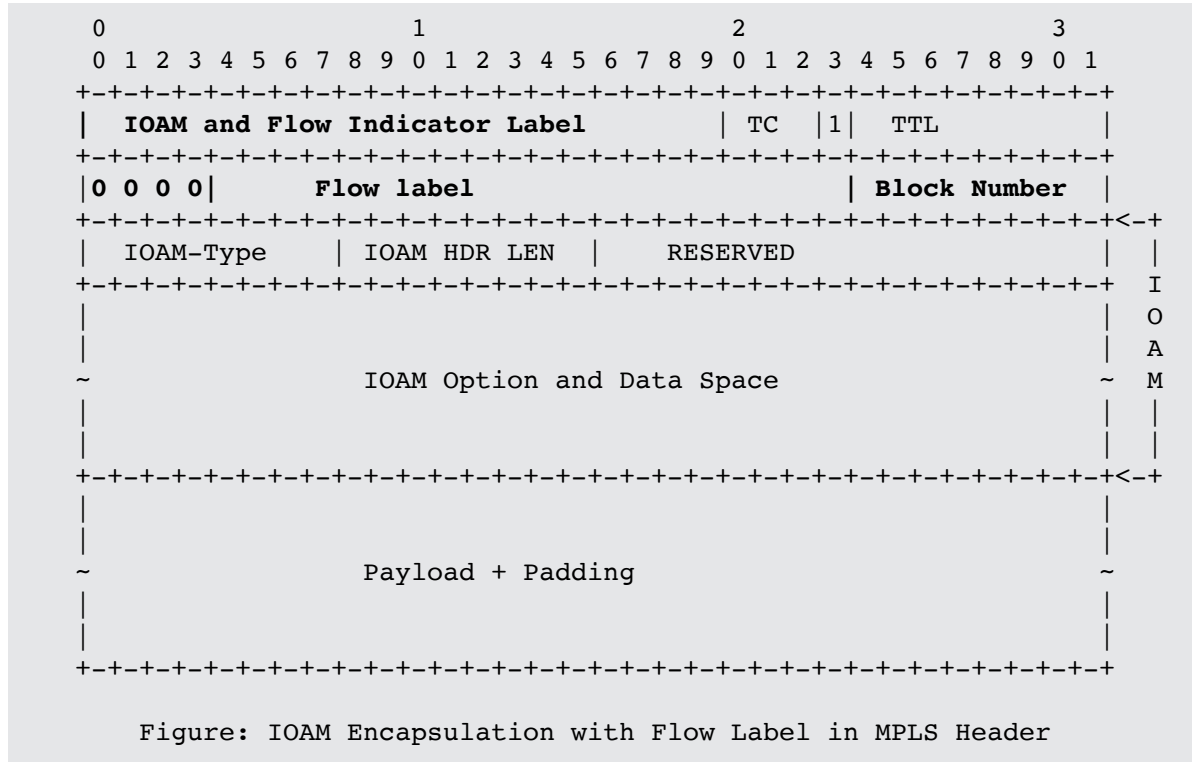 0                   1                   2                   3
 0 1 2 3 4 5 6 7 8 9 0 1 2 3 4 5 6 7 8 9 0 1 2 3 4 5 6 7 8 9 0 1
+-+-+-+-+-+-+-+-+-+-+-+-+-+-+-+-+-+-+-+-+-+-+-+-+-+-+-+-+-+-+-+-+
|  IOAM and Flow Indicator Label        | TC  |1|  TTL          |
+-+-+-+-+-+-+-+-+-+-+-+-+-+-+-+-+-+-+-+-+-+-+-+-+-+-+-+-+-+-+-+-+
|0 0 0 0|      Flow label                       | Block Number  |
+-+-+-+-+-+-+-+-+-+-+-+-+-+-+-+-+-+-+-+-+-+-+-+-+-+-+-+-+-+-+-+-+<-+
|  IOAM-Type    | IOAM HDR LEN  |    RESERVED                   |  |
+-+-+-+-+-+-+-+-+-+-+-+-+-+-+-+-+-+-+-+-+-+-+-+-+-+-+-+-+-+-+-+-+  I
|                                                               |  O
|                                                               |  A
~                 IOAM Option and Data Space                    ~  M
|                                                               |  |
|                                                               |  |
+-+-+-+-+-+-+-+-+-+-+-+-+-+-+-+-+-+-+-+-+-+-+-+-+-+-+-+-+-+-+-+-+<-+
|                                                               |
|                                                               |
~                 Payload + Padding                             ~
|                                                               |
|                                                               |
+-+-+-+-+-+-+-+-+-+-+-+-+-+-+-+-+-+-+-+-+-+-+-+-+-+-+-+-+-+-+-+-+
Figure: IOAM Encapsulation with Flow Label in MPLS Header